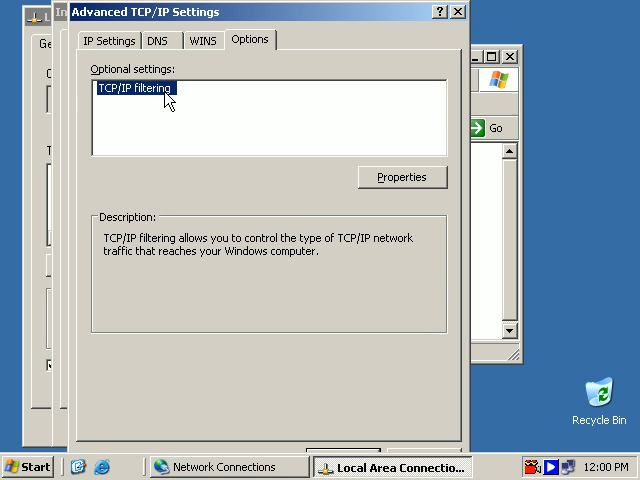 Advanced TCP/IP Settings
IP Settings
DNS
WINS
Options
Optional settings:
TCP/IP filtering
Go
Properties
Description:
TCP/IP filtering allows you to control the type of TCP/IP network
traffic that reaches your Windows computer.
Recycle Bin
Start
Network Connections
Local Area Connectio...
12:00 PM